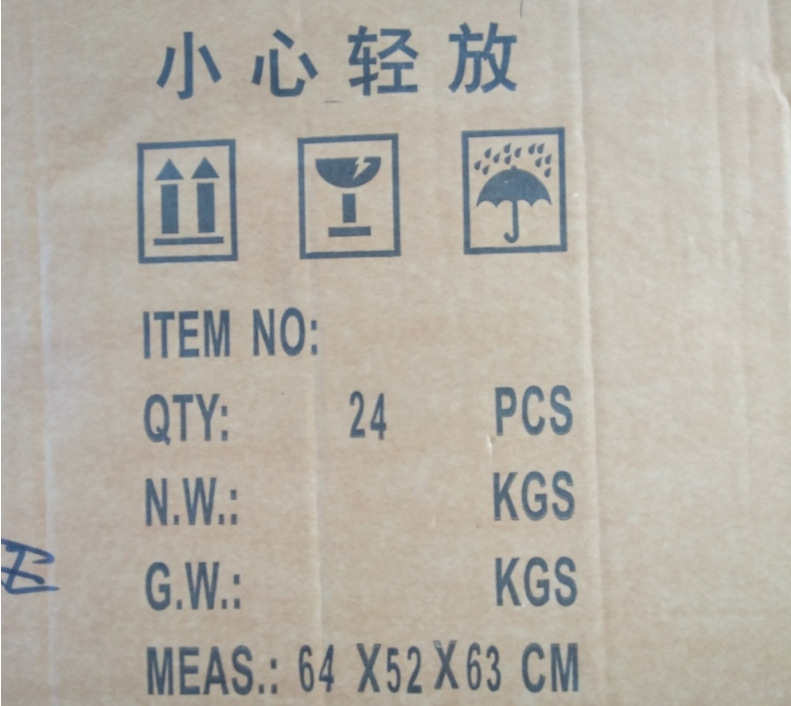 小心轻放
ITEM NO:
QTY: 24 PCS
N.W.: KGS
G.W.: KGS
MEAS.: 64 X52 X63 CM